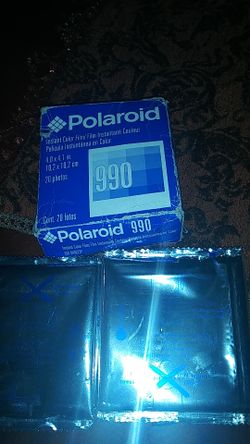 Polaroid
Instant Color Film/ Film Instantané Couleur
Película Instantánea en Color
4.0 x 4.1 in.
10,2 x 10,2 cm
20 photos
990
Cont. 20 fotos
Polaroid 990